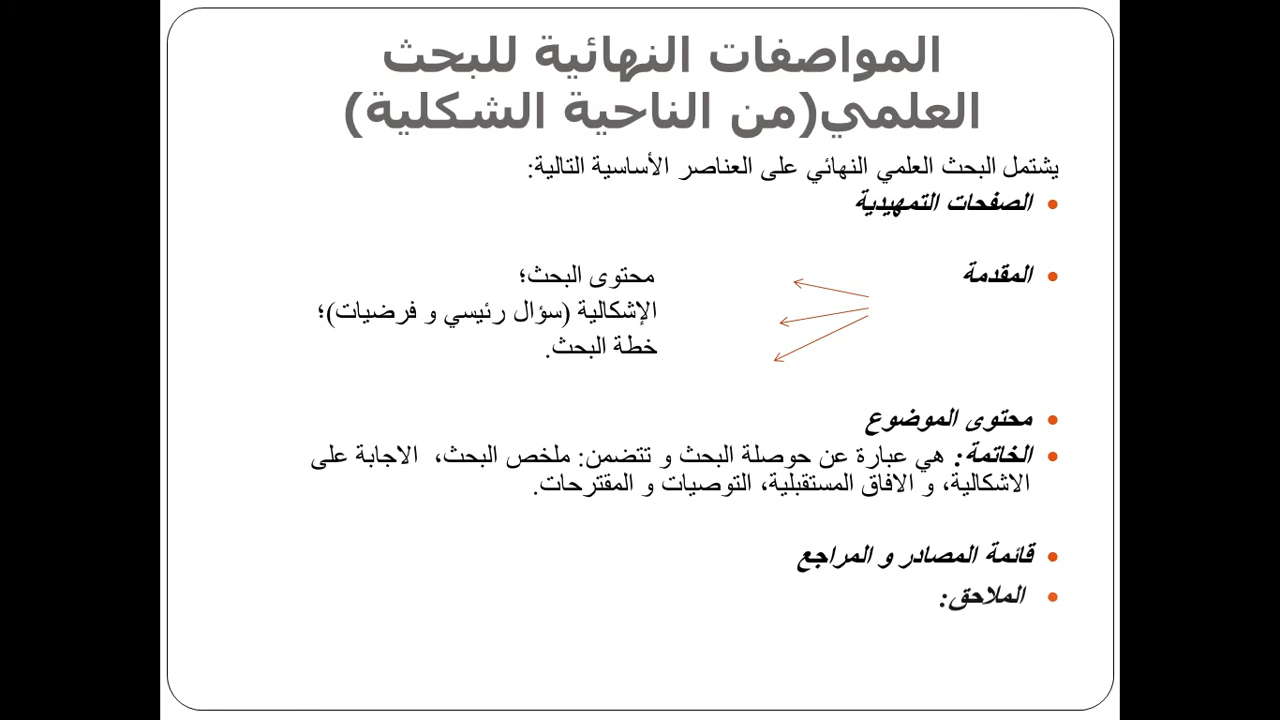 المواصفات النهائية للبحث
العلمي(من الناحية الشكلية)
يشتمل البحث العلمي النهائي على العناصر الأساسية التالية:
• الصفحات التمهيدية
• المقدمة
محتوى البحث؛
الإشكالية (سؤال رئيسي و فرضيات)؛
خطة البحث.
• محتوى الموضوع
• الخاتمة: هي عبارة عن حوصلة البحث و تتضمن: ملخص البحث، الاجابة على
الاشكالية، و الافاق المستقبلية، التوصيات و المقترحات.
• قائمة المصادر و المراجع
• الملاحق: